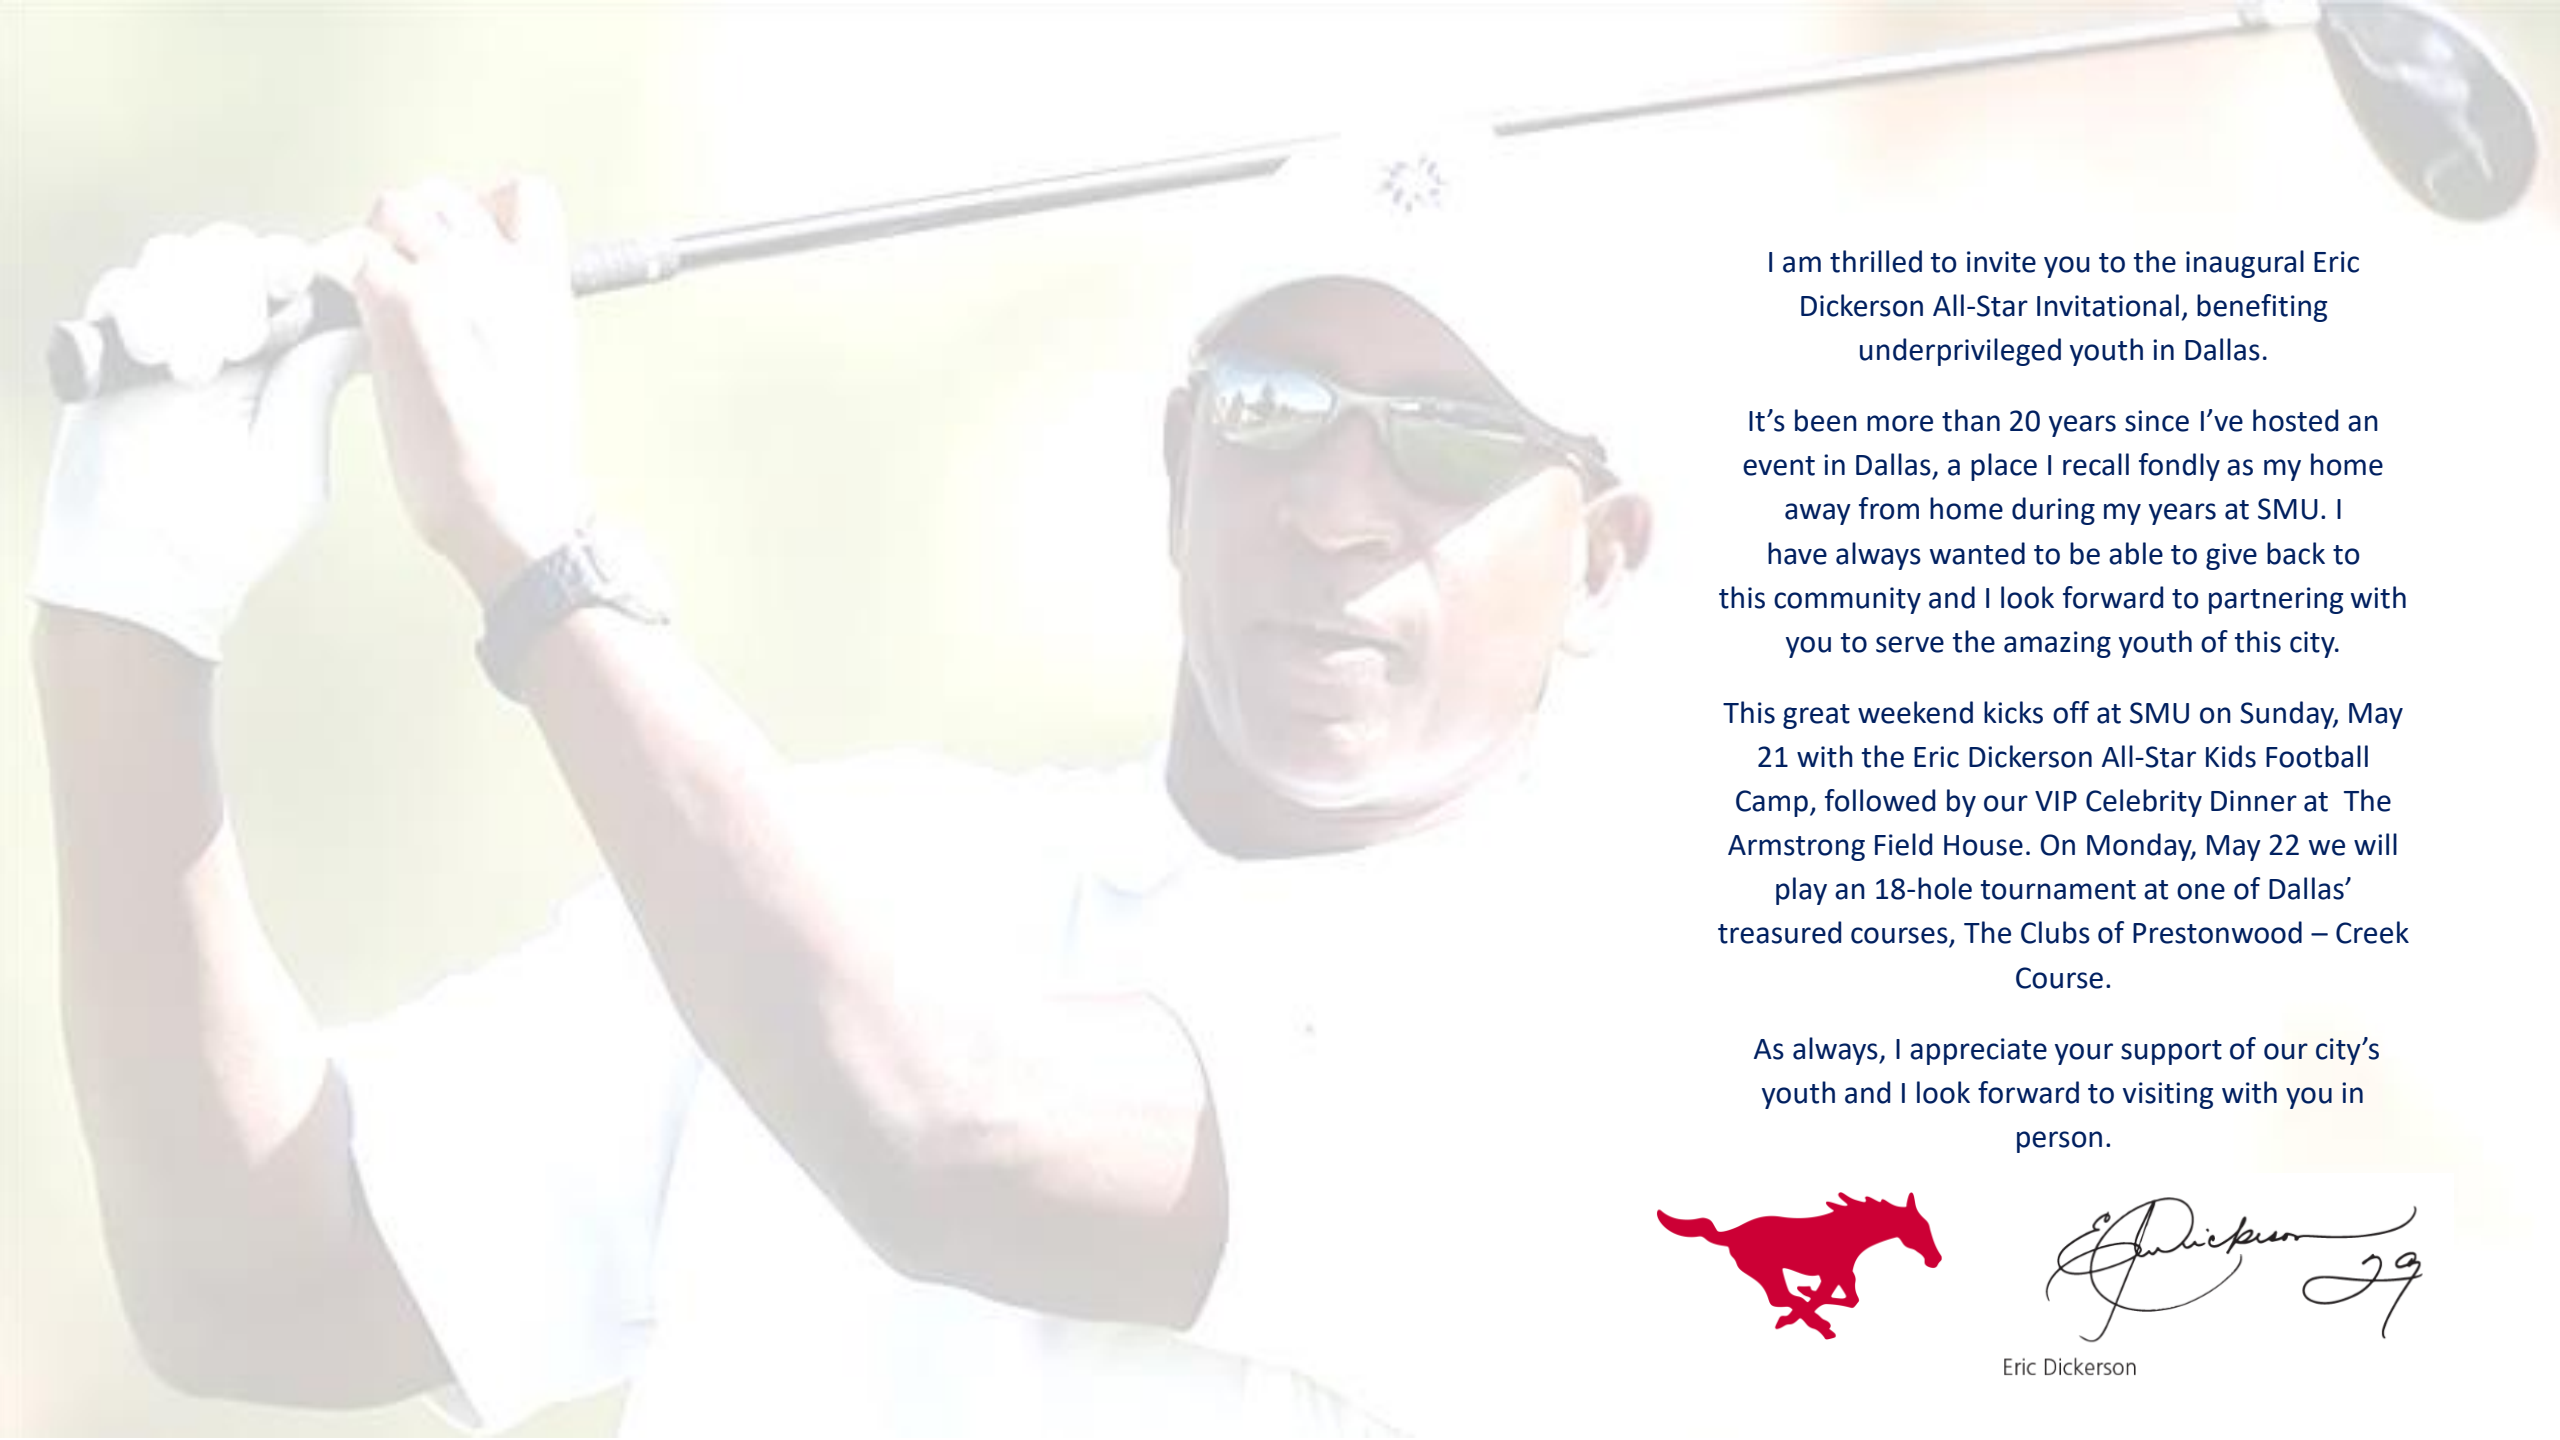 I am thrilled to invite you to the inaugural Eric
Dickerson All-Star Invitational, benefiting
underprivileged youth in Dallas.
It’s been more than 20 years since I’ve hosted an
event in Dallas, a place I recall fondly as my home
away from home during my years at SMU. I
have always wanted to be able to give back to
this community and I look forward to partnering with
you to serve the amazing youth of this city.
This great weekend kicks off at SMU on Sunday, May
21 with the Eric Dickerson All-Star Kids Football
Camp, followed by our VIP Celebrity Dinner at  The
Armstrong Field House. On Monday, May 22 we will
play an 18-hole tournament at one of Dallas’
treasured courses, The Clubs of Prestonwood – Creek
Course.
As always, I appreciate your support of our city’s
youth and I look forward to visiting with you in
person.
E Dickerson
29
Eric Dickerson